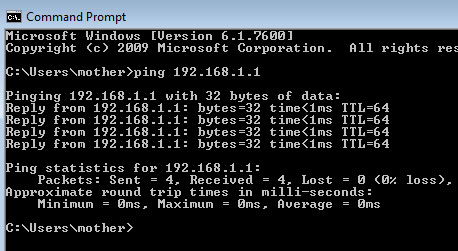 Command Prompt
Microsoft Windows [Version 6.1.7600]
Copyright (c) 2009 Microsoft Corporation. All rights
C:\Users\mother>ping 192.168.1.1
Pinging 192.168.1.1 with 32 bytes of data:
Reply from 192.168.1.1: bytes=32 time<1ms TTL=64
Reply from 192.168.1.1: bytes=32 time<1ms TTL=64
Reply from 192.168.1.1: bytes=32 time<1ms TTL=64
Reply from 192.168.1.1: bytes=32 time<1ms TTL=64
Ping statistics for 192.168.1.1:
Packets: Sent = 4, Received = 4, Lost = 0 (0% loss),
Approximate round trip times in milli-seconds:
Minimum = 0ms, Maximum = 0ms, Average = 0ms
C:\Users\mother>